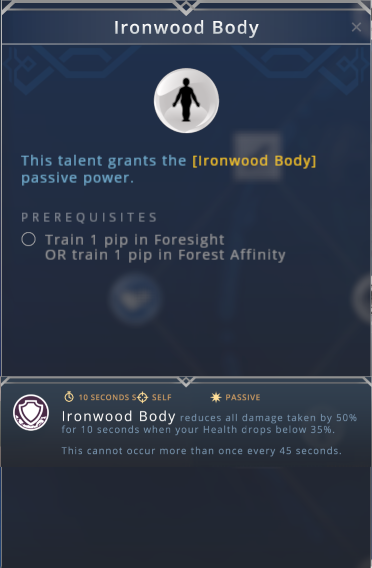 Ironwood Body
This talent grants the [Ironwood Body]
passive power.
PREREQUISITES
Train 1 pip in Foresight
OR train 1 pip in Forest Affinity
10 SECONDS S SELF PASSIVE
Ironwood Body reduces all damage taken by 50%
for 10 seconds when your Health drops below 35%.
This cannot occur more than once every 45 seconds.